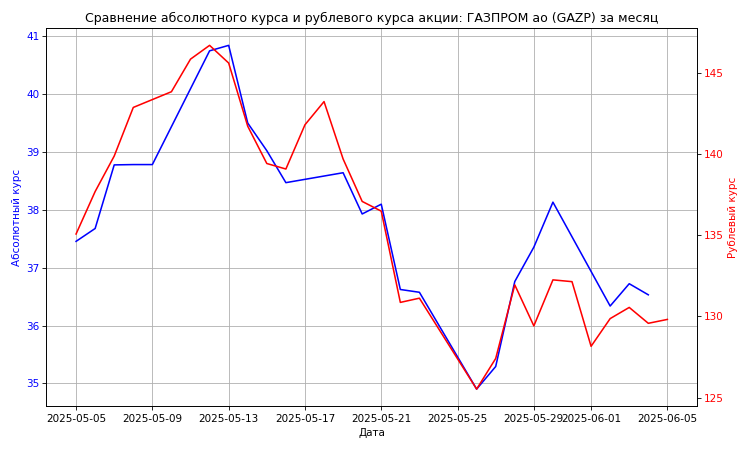 Сравнение абсолютного курса и рублевого курса акции: ГАЗПРОМ ао (GAZP) за месяц
41
40
39
38
37
36
35
Абсолютный курс
145
140
135
130
125
Рублевый курс
2025-05-05 2025-05-09 2025-05-13 2025-05-17 2025-05-21 2025-05-25 2025-05-29 2025-06-01 2025-06-05
Дата